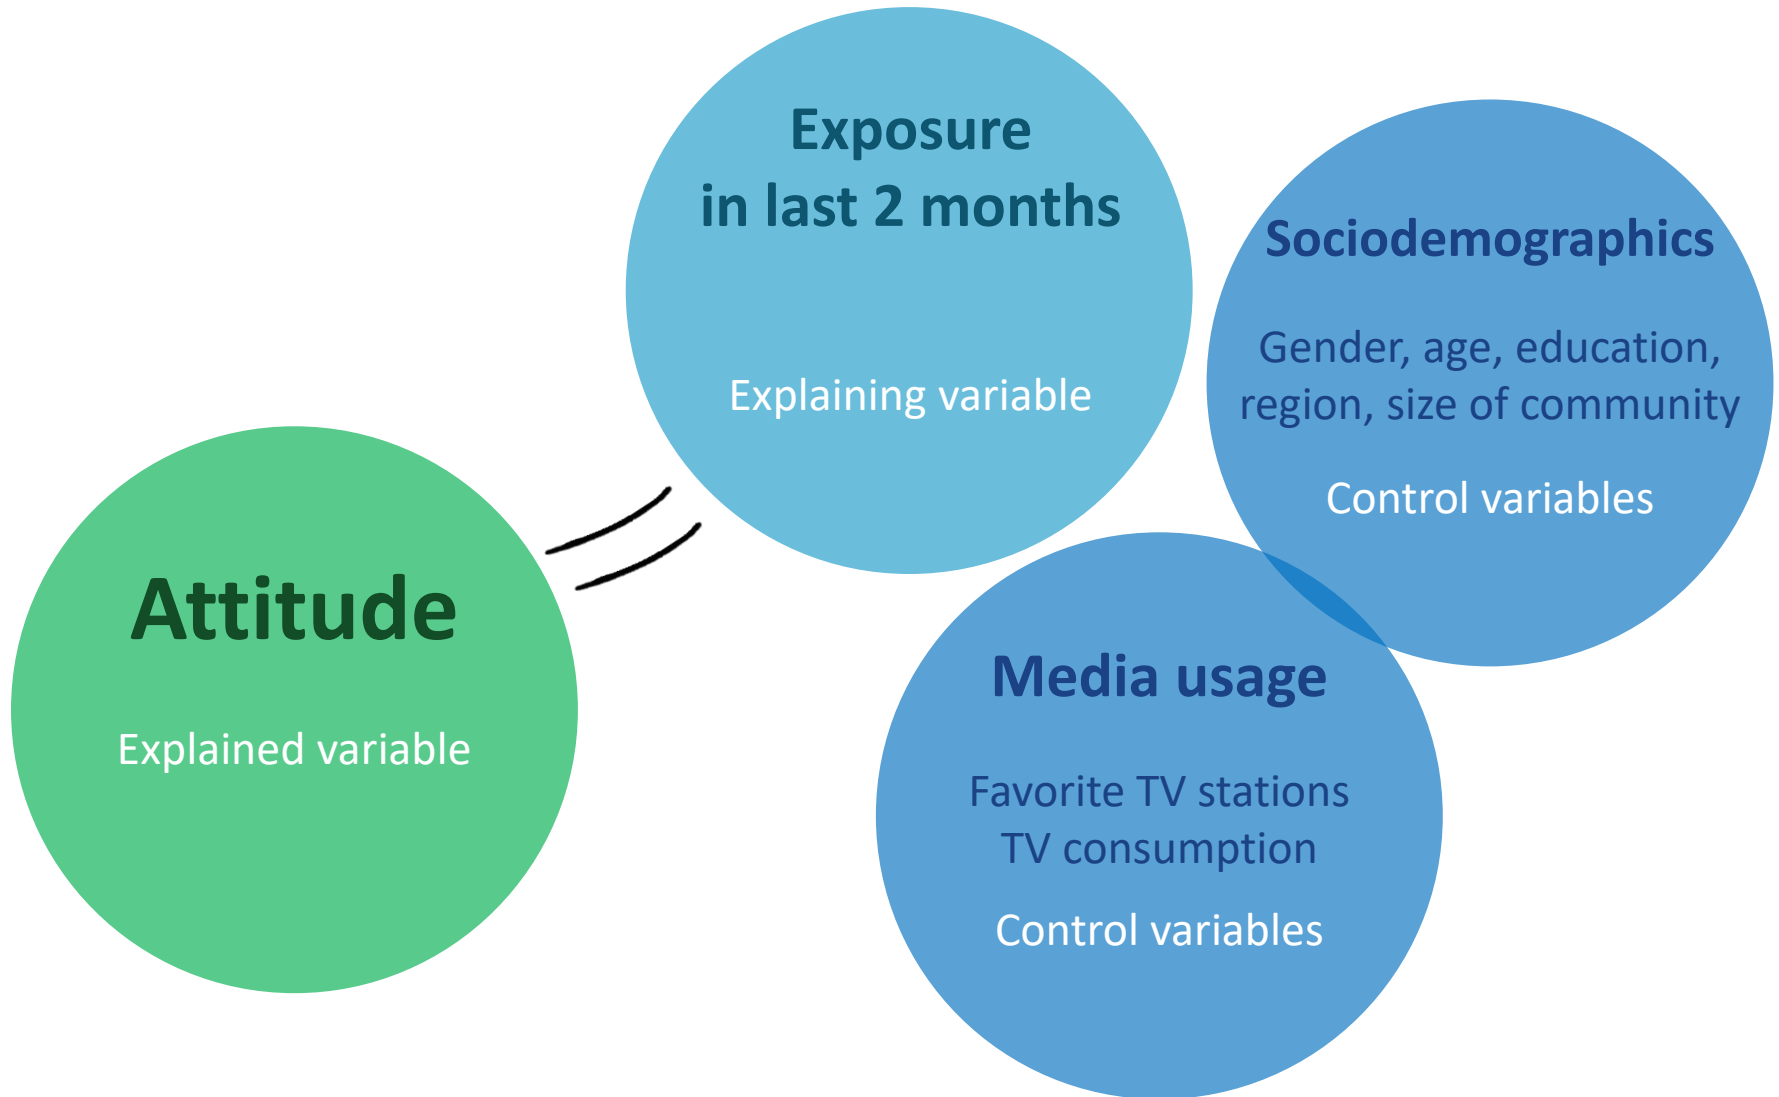 Attitude
Explained variable
Exposure
in last 2 months
Explaining variable
Sociodemographics
Gender, age, education,
region, size of community
Control variables
Media usage
Favorite TV stations
TV consumption
Control variables